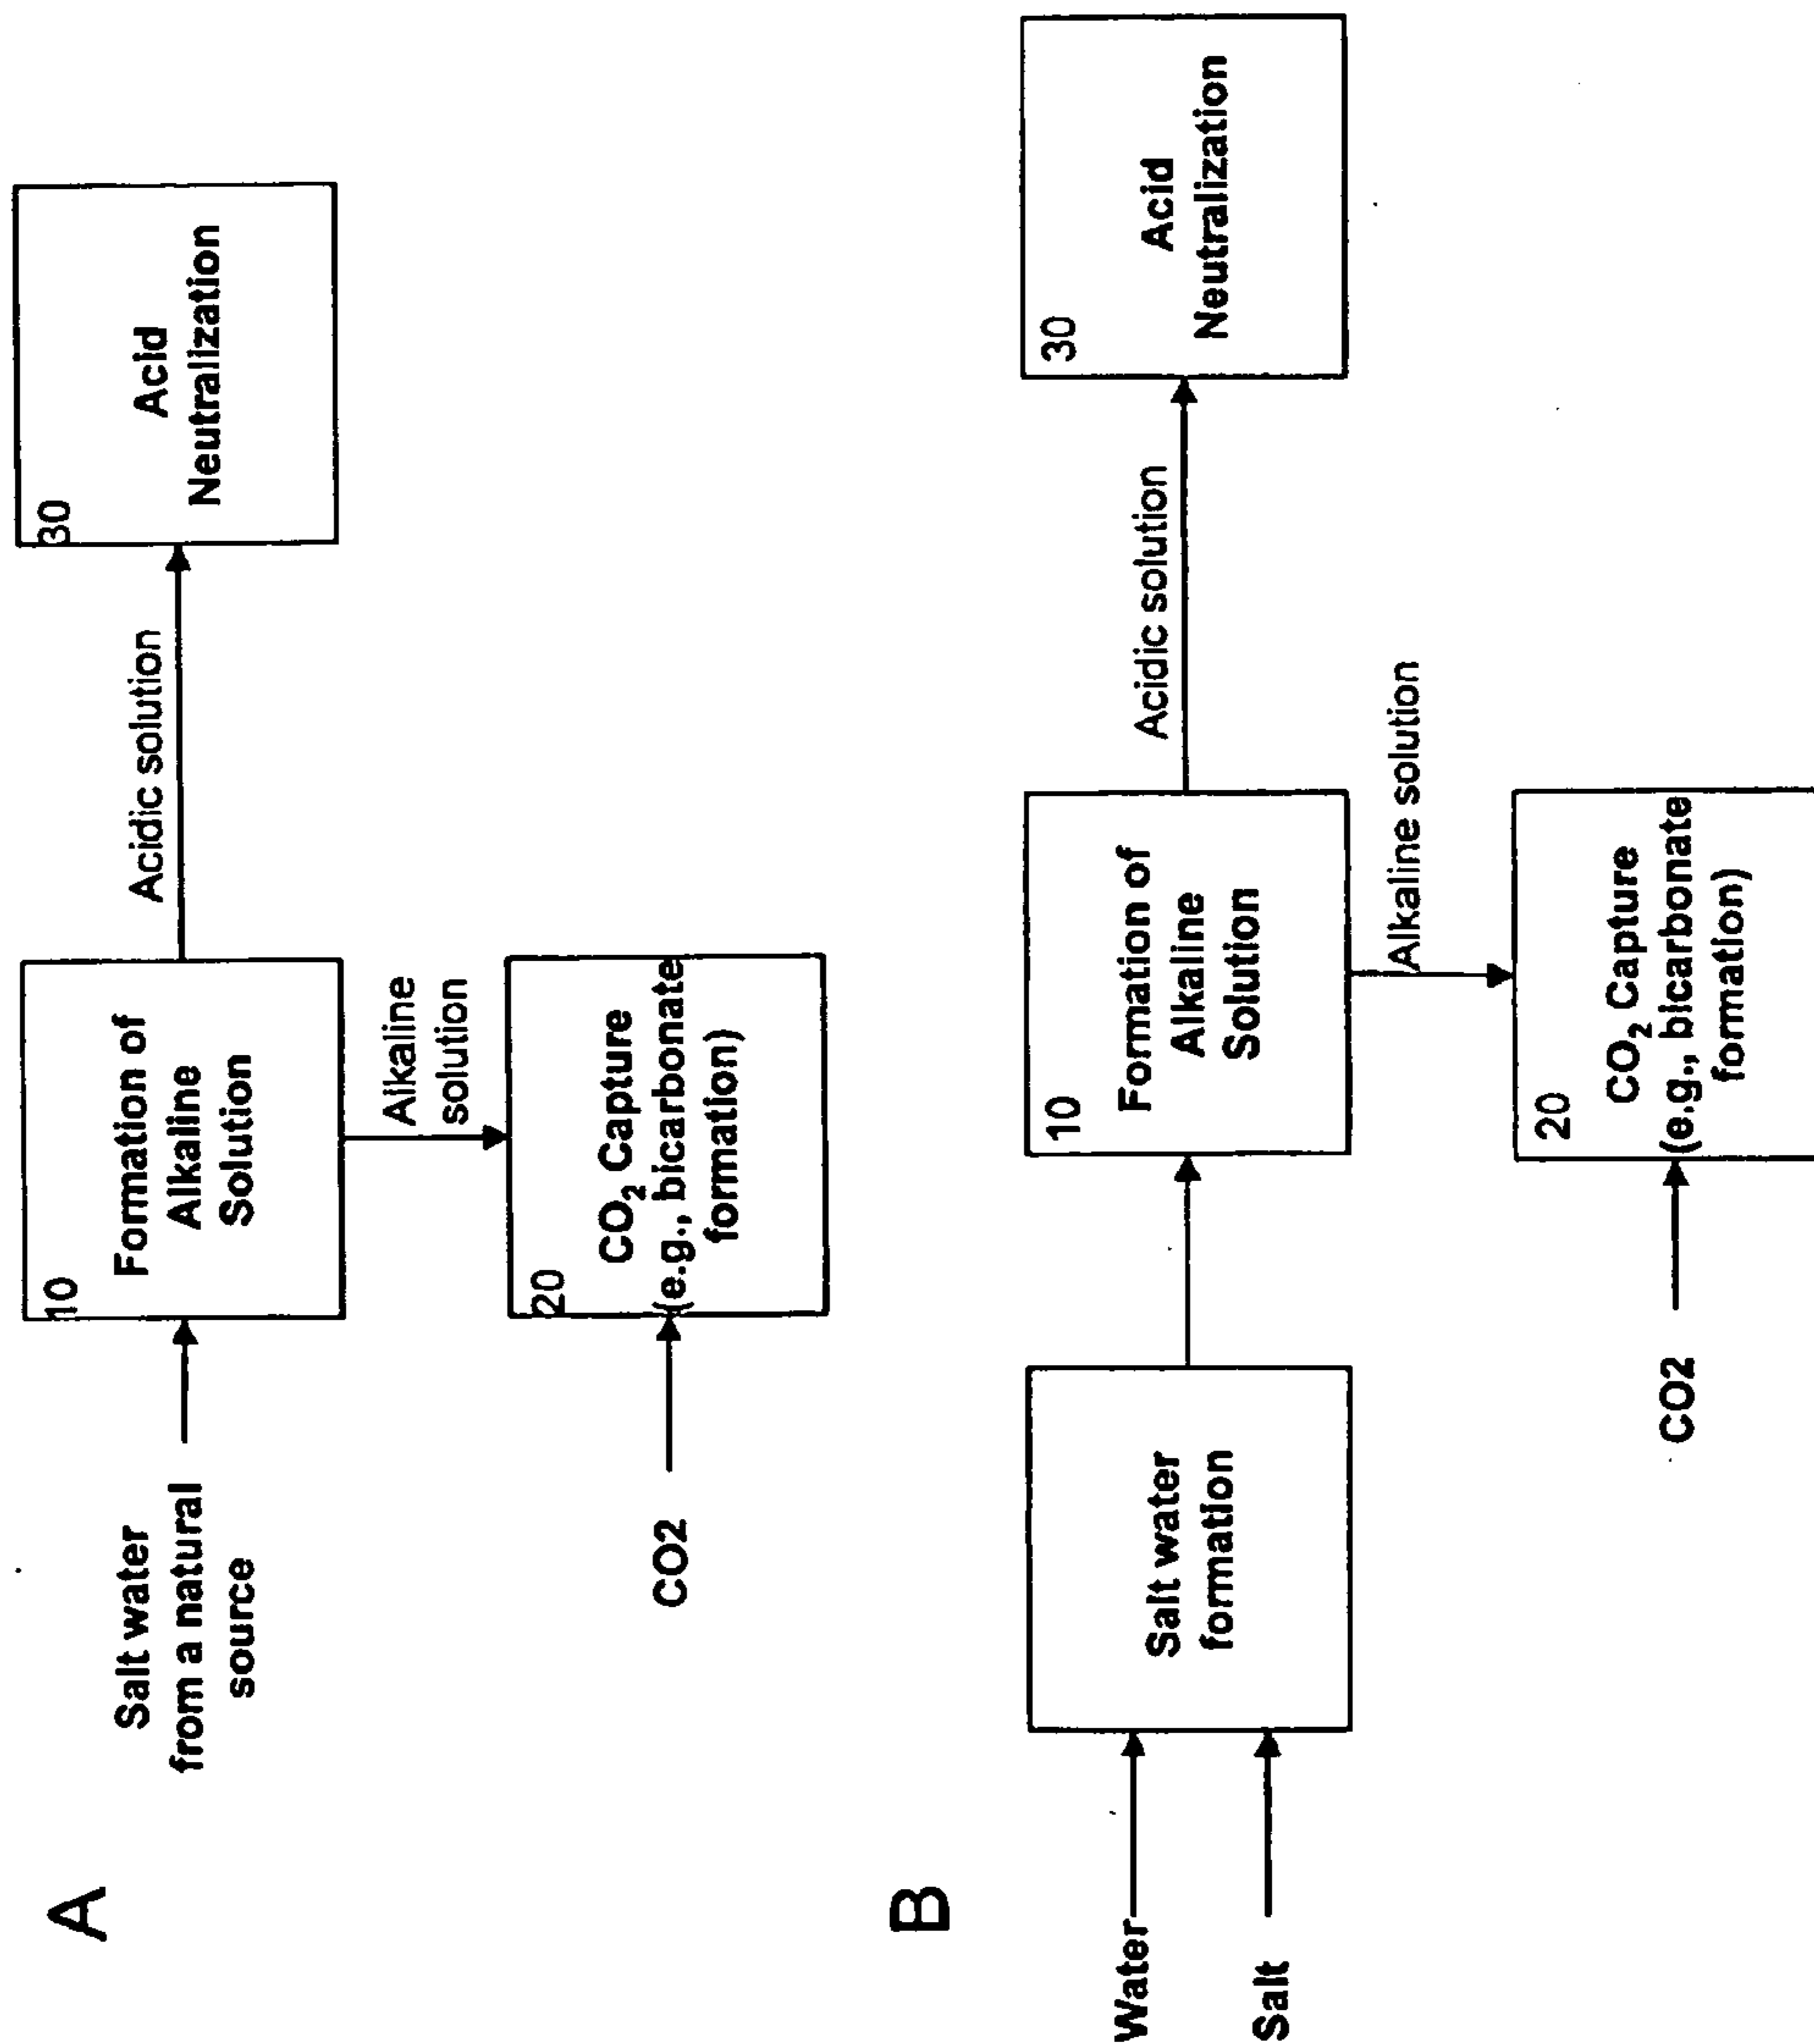 A
Salt water
from a natural
source
10
Formation of
Alkaline
Solution
Acidic solution
30
Acid
Neutralization
Alkaline
solution
CO2
20
CO₂ Capture
(e.g., bicarbonate
formation)
B
Water
Salt
Salt water
formation
10
Formation of
Alkaline
Solution
Acidic solution
30
Acid
Neutralization
Alkaline solution
CO2
20
CO₂ Capture
(e.g., bicarbonate
formation)